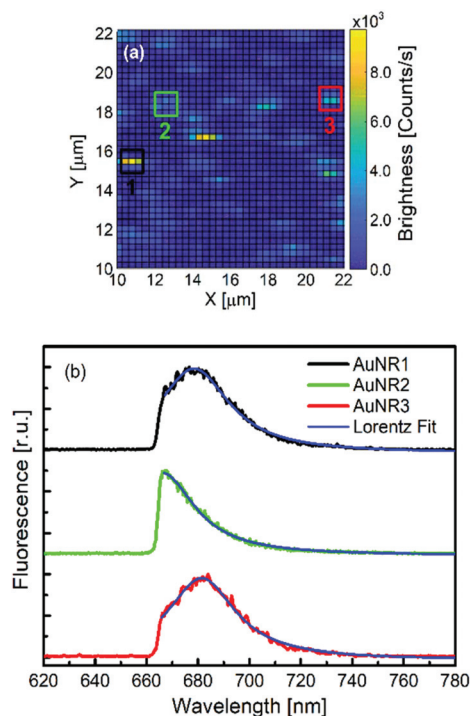 (a)
22
20
18
16
14
12
10
Y [μm]
1
2
3
10 12 14 16 18 20 22
X [μm]
x10³
8.0
6.0
4.0
2.0
0.0
Brightness [Counts/s]
(b)
AuNR1
AuNR2
AuNR3
Lorentz Fit
Fluorescence [r.u.]
620 640 660 680 700 720 740 760 780
Wavelength [nm]